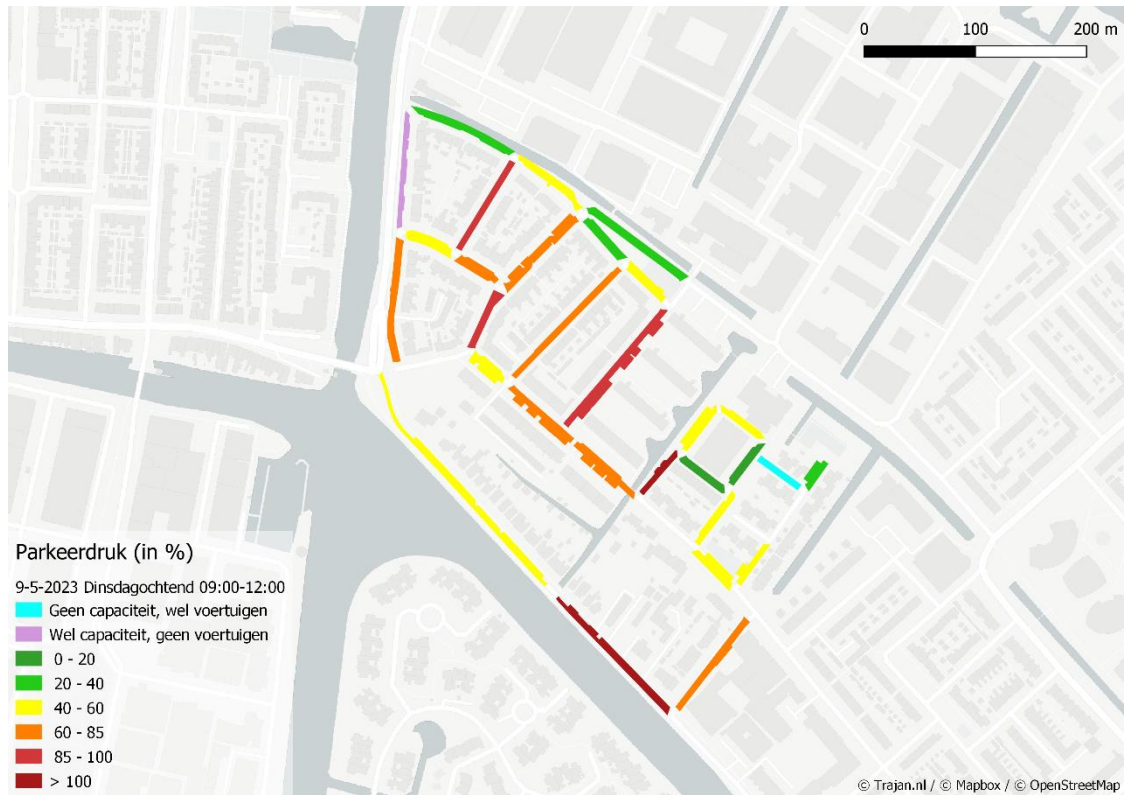 0 100 200 m
Parkeerdruk (in %)
9-5-2023 Dinsdagochtend 09:00-12:00
Geen capaciteit, wel voertuigen
Wel capaciteit, geen voertuigen
0 - 20
20 - 40
40 - 60
60 - 85
85 - 100
> 100
© Trajan.nl / © Mapbox / © OpenStreetMap